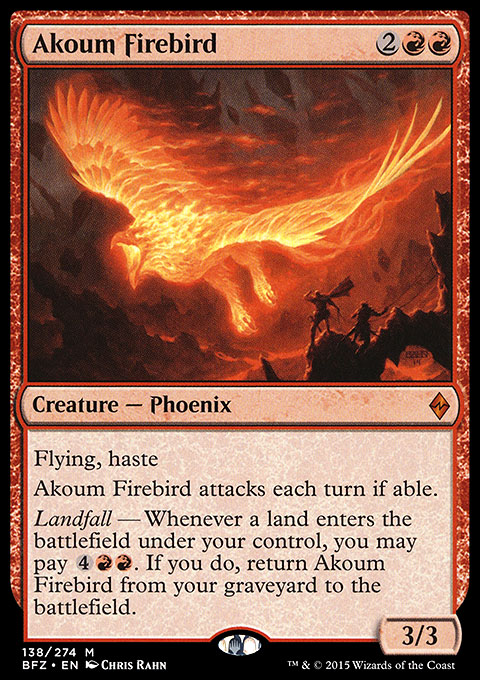 Akoum Firebird 2
Creature — Phoenix
Flying, haste
Akoum Firebird attacks each turn if able.
Landfall — Whenever a land enters the
battlefield under your control, you may
pay 4. If you do, return Akoum
Firebird from your graveyard to the
battlefield.
3/3
138/274 M
BFZ • EN Chris Rahn
™ & © 2015 Wizards of the Coast